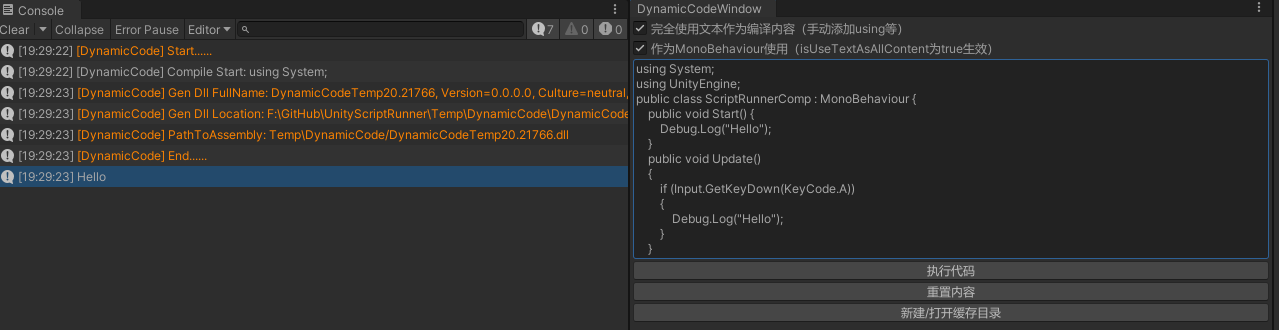 Console
Clear Collapse Error Pause Editor 7 0 0
[19:29:22] [DynamicCode] Start......
[19:29:22] [DynamicCode] Compile Start: using System;
[19:29:23] [DynamicCode] Gen Dll FullName: DynamicCodeTemp20.21766, Version=0.0.0.0, Culture=neutral,
[19:29:23] [DynamicCode] Gen Dll Location: F:\GitHub\UnityScriptRunner\Temp\DynamicCode\DynamicCode
[19:29:23] [DynamicCode] PathToAssembly: Temp\DynamicCode/DynamicCodeTemp20.21766.dll
[19:29:23] [DynamicCode] End......
[19:29:23] Hello
DynamicCodeWindow
完全使用文本作为编译内容（手动添加using等）
作为MonoBehaviour使用（isUseTextAsAllContent为true生效）
using System;
using UnityEngine;
public class ScriptRunnerComp : MonoBehaviour {
public void Start() {
Debug.Log("Hello");
}
public void Update()
{
if (Input.GetKeyDown(KeyCode.A))
{
Debug.Log("Hello");
}
}
执行代码
重置内容
新建/打开缓存目录